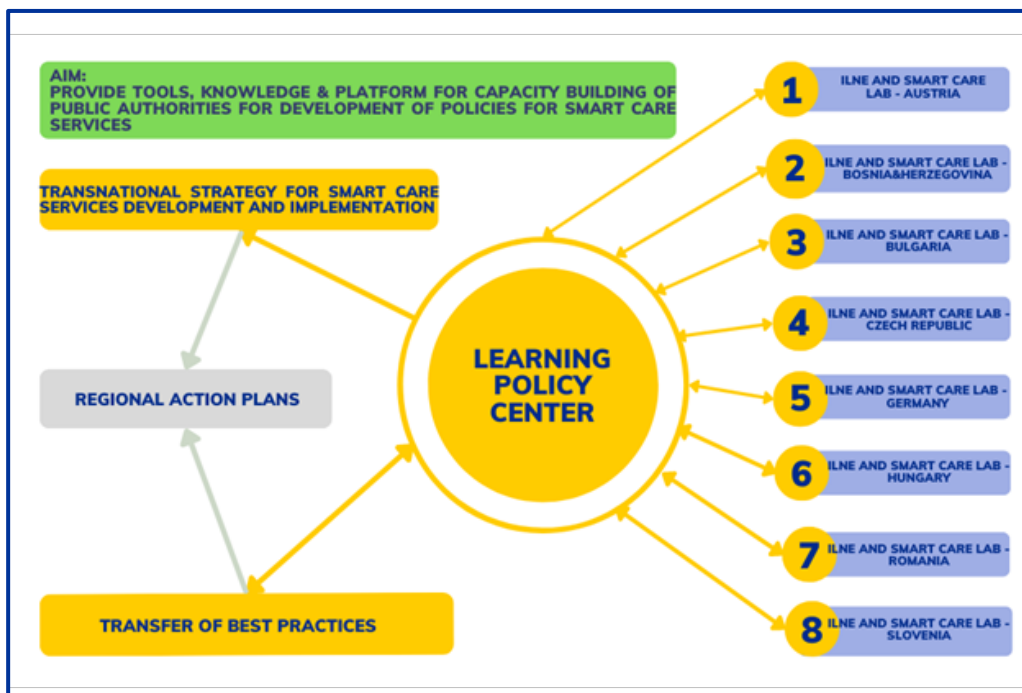 AIM:
PROVIDE TOOLS, KNOWLEDGE & PLATFORM FOR CAPACITY BUILDING OF
PUBLIC AUTHORITIES FOR DEVELOPMENT OF POLICIES FOR SMART CARE
SERVICES
TRANSNATIONAL STRATEGY FOR SMART CARE
SERVICES DEVELOPMENT AND IMPLEMENTATION
REGIONAL ACTION PLANS
TRANSFER OF BEST PRACTICES
LEARNING
POLICY
CENTER
1
ILNE AND SMART CARE
LAB - AUSTRIA
2
ILNE AND SMART CARE LAB -
BOSNIA&HERZEGOVINA
3
ILNE AND SMART CARE LAB -
BULGARIA
4
ILNE AND SMART CARE LAB -
CZECH REPUBLIC
5
ILNE AND SMART CARE LAB -
GERMANY
6
ILNE AND SMART CARE LAB -
HUNGARY
7
ILNE AND SMART CARE LAB -
ROMANIA
8
ILNE AND SMART CARE LAB -
SLOVENIA